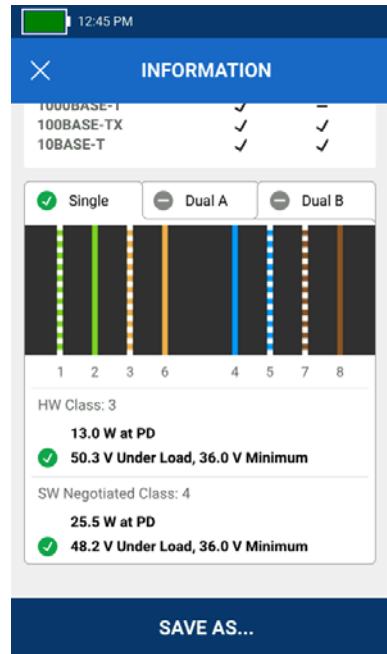 12:45 PM
INFORMATION
1000BASE-T
100BASE-TX
10BASE-T
Single Dual A Dual B
1 2 3 6 4 5 7 8
HW Class: 3
13.0 W at PD
50.3 V Under Load, 36.0 V Minimum
SW Negotiated Class: 4
25.5 W at PD
48.2 V Under Load, 36.0 V Minimum
SAVE AS...